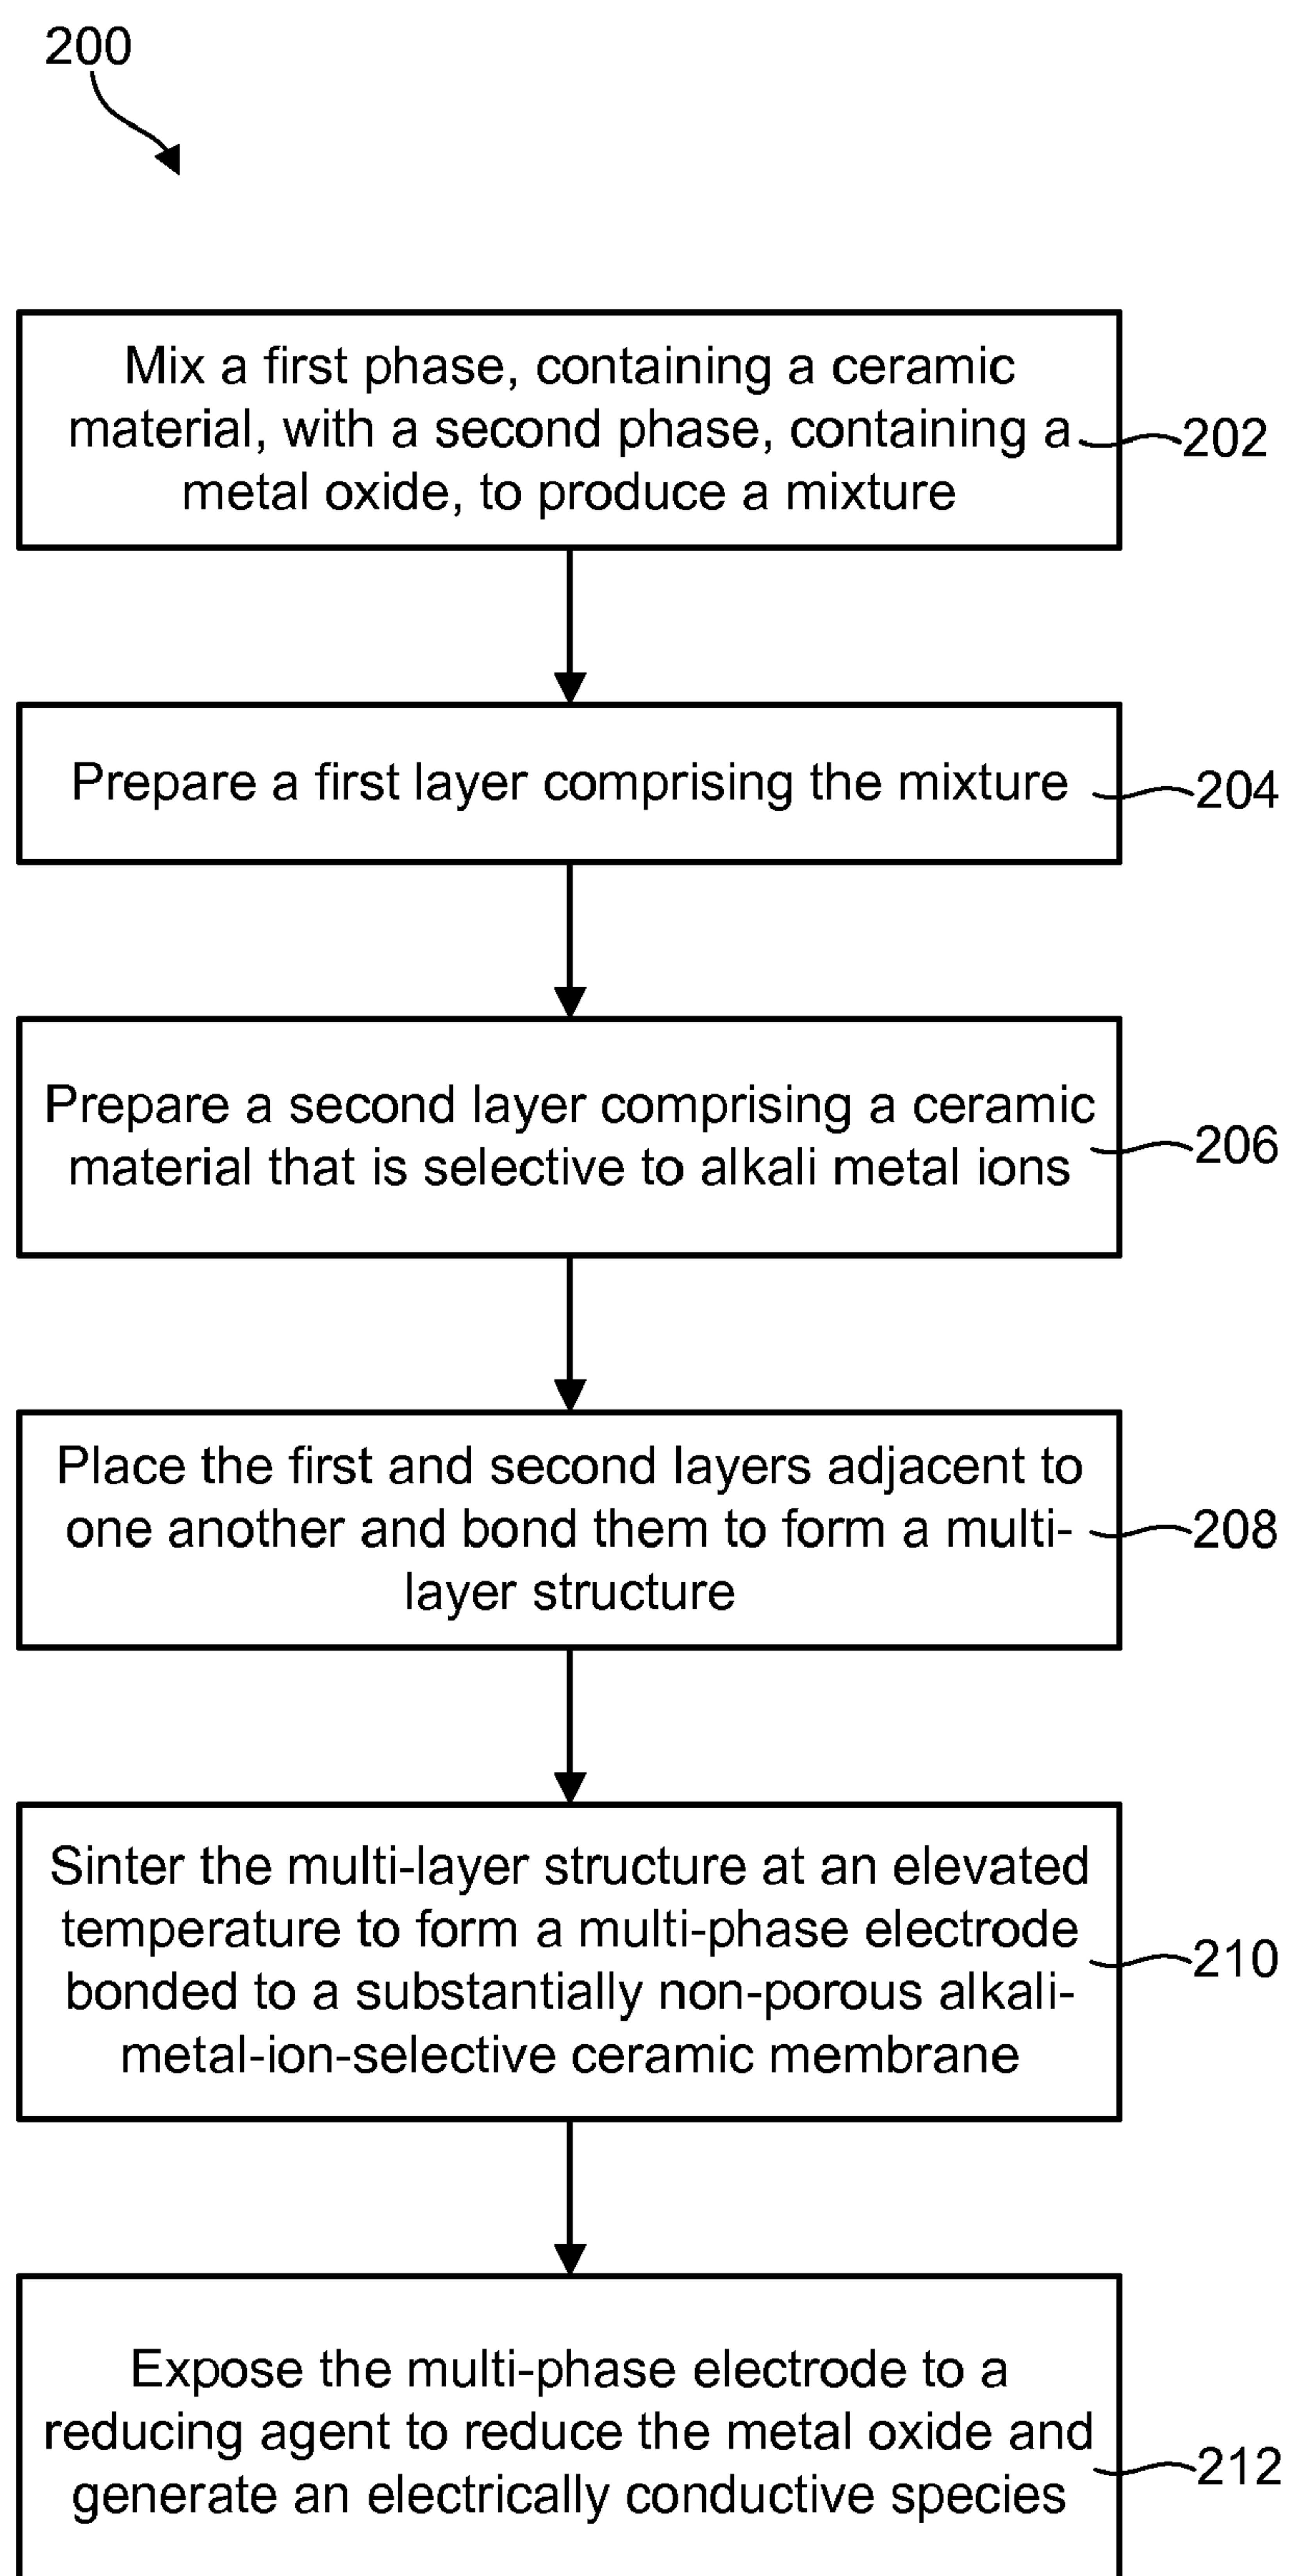 200
Mix a first phase, containing a ceramic
material, with a second phase, containing a
metal oxide, to produce a mixture
202
Prepare a first layer comprising the mixture
204
Prepare a second layer comprising a ceramic
material that is selective to alkali metal ions
206
Place the first and second layers adjacent to
one another and bond them to form a multi-
layer structure
208
Sinter the multi-layer structure at an elevated
temperature to form a multi-phase electrode
bonded to a substantially non-porous alkali-
metal-ion-selective ceramic membrane
210
Expose the multi-phase electrode to a
reducing agent to reduce the metal oxide and
generate an electrically conductive species
212